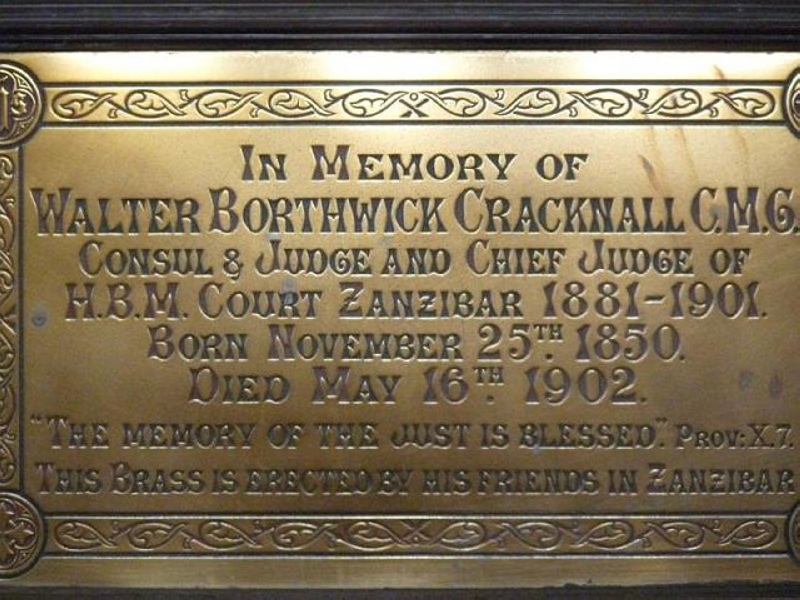 In Memory of
Walter Borthwick Cracknall C.M.G.
Consul & Judge and Chief Judge of
H.B.M. Court Zanzibar 1881-1901.
Born November 25TH. 1850.
Died May 16TH. 1902.
"The memory of the just is blessed". Prov: X.7.
This Brass is erected by his friends in Zanzibar